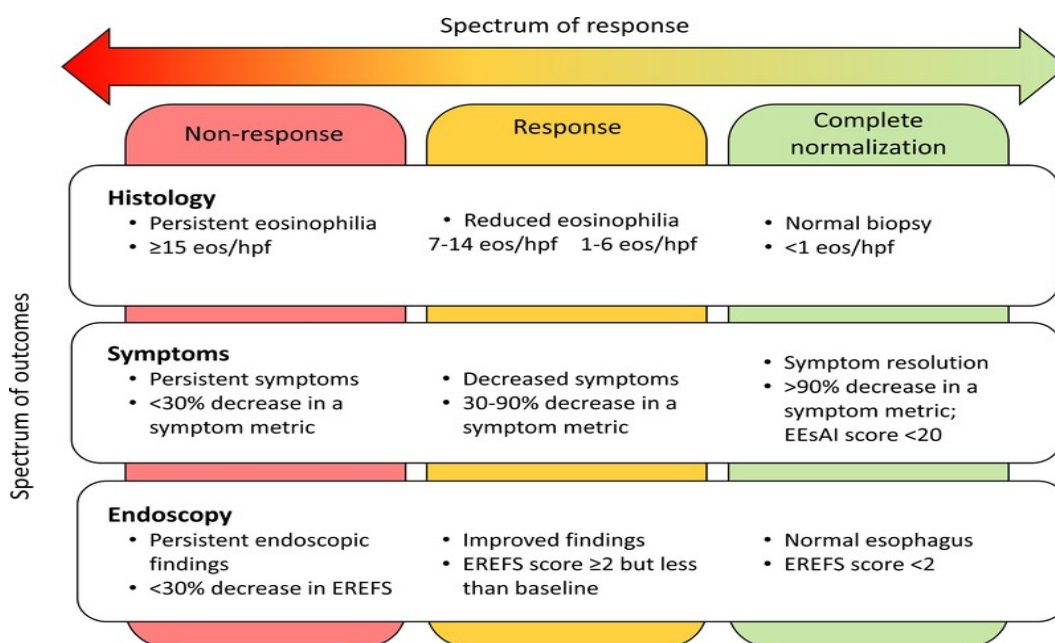 Spectrum of response
Non-response
Response
Complete
normalization
Spectrum of outcomes
Histology
• Persistent eosinophilia
• ≥15 eos/hpf
• Reduced eosinophilia
7-14 eos/hpf 1-6 eos/hpf
• Normal biopsy
• <1 eos/hpf
Symptoms
• Persistent symptoms
• <30% decrease in a
symptom metric
• Decreased symptoms
• 30-90% decrease in a
symptom metric
• Symptom resolution
• >90% decrease in a
symptom metric;
EEsAI score <20
Endoscopy
• Persistent endoscopic
findings
• <30% decrease in EREFS
• Improved findings
• EREFS score ≥2 but less
than baseline
• Normal esophagus
• EREFS score <2